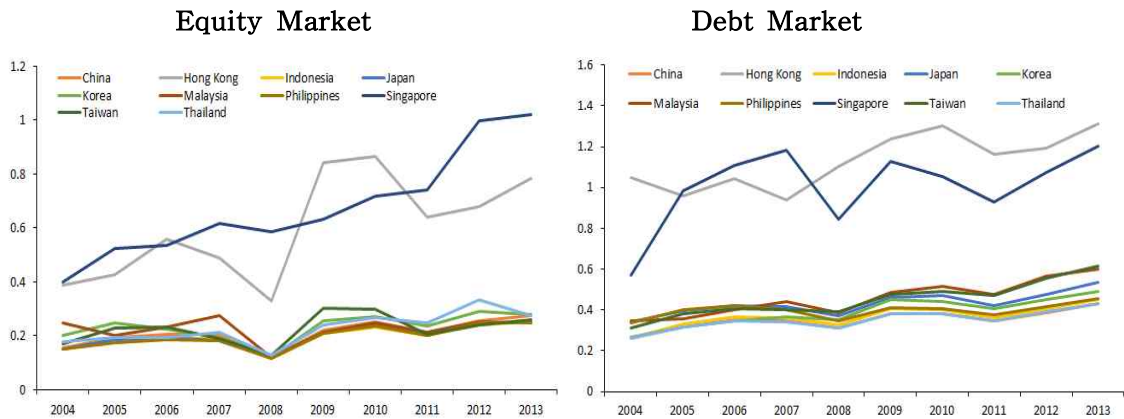 Equity Market
1.2
1
0.8
0.6
0.4
0.2
0
China Hong Kong Indonesia Japan
Korea Malaysia Philippines Singapore
Taiwan Thailand
2004 2005 2006 2007 2008 2009 2010 2011 2012 2013
Debt Market
1.6
1.4
1.2
1
0.8
0.6
0.4
0.2
0
China Hong Kong Indonesia Japan Korea
Malaysia Philippines Singapore Taiwan Thailand
2004 2005 2006 2007 2008 2009 2010 2011 2012 2013